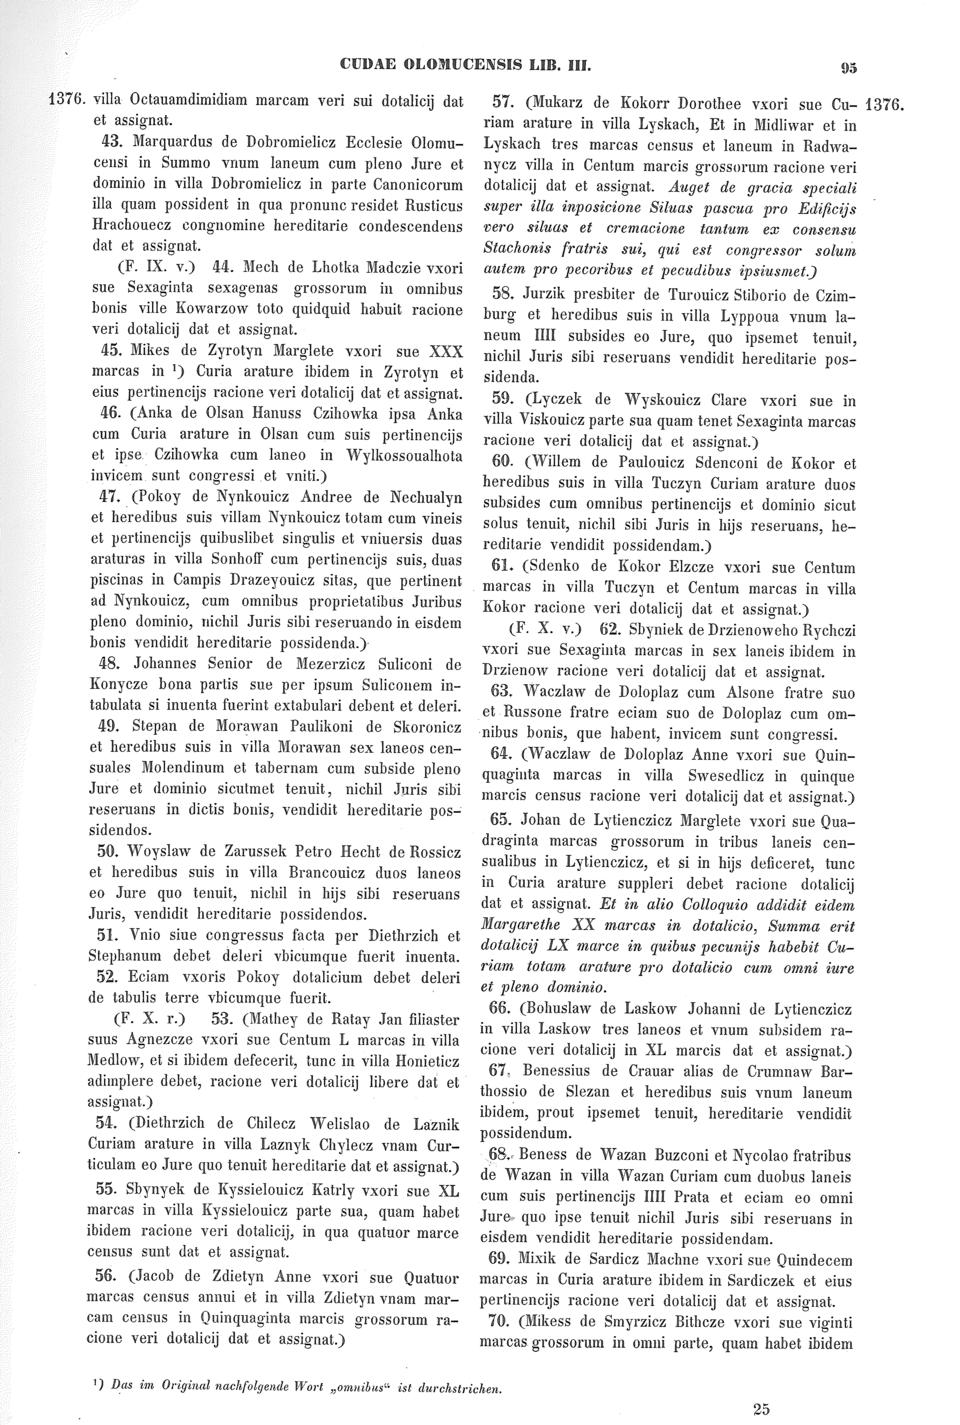 CUDAE OLOMUCENSIS LIB. III.
95
1376. villa Octauamdimidiam marcam veri sui dotalicij dat
et assignat.
43. Marquardus de Dobromielicz Ecclesie Olomu-
censi in Summo vnum laneum cum pleno Jure et
dominio in villa Dobromielicz in parte Canonicorum
illa quam possident in qua pronunc residet Rusticus
Hrachouecz congnomine hereditarie condescendens
dat et assignat.
(F. IX. v.) 44. Mech de Lhotka Madczie vxori
sue Sexaginta sexagenas grossorum in omnibus
bonis ville Kowarzow toto quidquid habuit racione
veri dotalicij dat et assignat.
45. Mikes de Zyrotyn Marglete vxori sue XXX
marcas in ¹) Curia arature ibidem in Zyrotyn et
eius pertinencijs racione veri dotalicij dat et assignat.
46. (Anka de Olsan Hanuss Czihowka ipsa Anka
cum Curia arature in Olsan cum suis pertinencijs
et ipse Czihowka cum laneo in Wylkossoualhota
invicem sunt congressi et vniti.)
47. (Pokoy de Nynkouicz Andree de Nechualyn
et heredibus suis villam Nynkouicz totam cum vineis
et pertinencijs quibuslibet singulis et vniuersis duas
araturas in villa Sonhoff cum pertinencijs suis, duas
piscinas in Campis Drazeyouicz sitas, que pertinent
ad Nynkouicz, cum omnibus proprietatibus Juribus
pleno dominio, nichil Juris sibi reseruando in eisdem
bonis vendidit hereditarie possidenda.)
48. Johannes Senior de Mezerzicz Suliconi de
Konycze bona partis sue per ipsum Suliconem in-
tabulata si inuenta fuerint extabulari debent et deleri.
49. Stepan de Morawan Paulikoni de Skoronicz
et heredibus suis in villa Morawan sex laneos cen-
suales Molendinum et tabernam cum subside pleno
Jure et dominio sicutmet tenuit, nichil Juris sibi
reseruans in dictis bonis, vendidit hereditarie pos-
sidendos.
50. Woyslaw de Zarussek Petro Hecht de Rossicz
et heredibus suis in villa Brancouicz duos laneos
eo Jure quo tenuit, nichil in hijs sibi reseruans
Juris, vendidit hereditarie possidendos.
51. Vnio siue congressus facta per Diethrzich et
Stephanum debet deleri vbicumque fuerit inuenta.
52. Eciam vxoris Pokoy dotalicium debet deleri
de tabulis terre vbicumque fuerit.
(F. X. r.) 53. (Mathey de Ratay Jan filiaster
suus Agnezcze vxori sue Centum L marcas in villa
Medlow, et si ibidem defecerit, tunc in villa Honieticz
adimplere debet, racione veri dotalicij libere dat et
assignat.)
54. (Diethrzich de Chilecz Welislao de Laznik
Curiam arature in villa Laznyk Chylecz vnam Cur-
ticulam eo Jure quo tenuit hereditarie dat et assignat.)
55. Sbynyek de Kyssielouicz Katrly vxori sue XL
marcas in villa Kyssielouicz parte sua, quam habet
ibidem racione veri dotalicij, in qua quatuor marce
census sunt dat et assignat.
56. (Jacob de Zdietyn Anne vxori sue Quatuor
marcas census annui et in villa Zdietyn vnam mar-
cam census in Quinquaginta marcis grossorum ra-
cione veri dotalicij dat et assignat.)
57. (Mukarz de Kokorr Dorothee vxori sue Cu- 1376.
riam arature in villa Lyskach, Et in Midliwar et in
Lyskach tres marcas census et laneum in Radwa-
nycz villa in Centum marcis grossorum racione veri
dotalicij dat et assignat. Auget de gracia speciali
super illa inposicione Siluas pascua pro Edificijs
vero siluas et cremacione tantum ex consensu
Stachonis fratris sui, qui est congressor solum
autem pro pecoribus et pecudibus ipsiusmet.)
58. Jurzik presbiter de Turouicz Stiborio de Czim-
burg et heredibus suis in villa Lyppoua vnum la-
neum IIII subsides eo Jure, quo ipsemet tenuit,
nichil Juris sibi reseruans vendidit hereditarie pos-
sidenda.
59. (Lyczek de Wyskouicz Clare vxori sue in
villa Viskouicz parte sua quam tenet Sexaginta marcas
racione veri dotalicij dat et assignat.)
60. (Willem de Paulouicz Sdenconi de Kokor et
heredibus suis in villa Tuczyn Curiam arature duos
subsides cum omnibus pertinencijs et dominio sicut
solus tenuit, nichil sibi Juris in hijs reseruans, he-
reditarie vendidit possidendam.)
61. (Sdenko de Kokor Elzcze vxori sue Centum
marcas in villa Tuczyn et Centum marcas in villa
Kokor racione veri dotalicij dat et assignat.)
(F. X. v.) 62. Sbyniek de Drzienoweho Rychczi
vxori sue Sexaginta marcas in sex laneis ibidem in
Drzienow racione veri dotalicij dat et assignat.
63. Waczlaw de Doloplaz cum Alsone fratre suo
et Russone fratre eciam suo de Doloplaz cum om-
nibus bonis, que habent, invicem sunt congressi.
64. (Waczlaw de Doloplaz Anne vxori sue Quin-
quaginta marcas in villa Swesedlicz in quinque
marcis census racione veri dotalicij dat et assignat.)
65. Johan de Lytienczicz Marglete vxori sue Qua-
draginta marcas grossorum in tribus laneis cen-
sualibus in Lytienczicz, et si in hijs deficeret, tunc
in Curia arature suppleri debet racione dotalicij
dat et assignat. Et in alio Colloquio addidit eidem
Margarethe XX marcas in dotalicio, Summa erit
dotalicij LX marce in quibus pecunijs habebit Cu-
riam totam arature pro dotalicio cum omni iure
et pleno dominio.
66. (Bohuslaw de Laskow Johanni de Lytienczicz
in villa Laskow tres laneos et vnum subsidem ra-
cione veri dotalicij in XL marcis dat et assignat.)
67. Benessius de Crauar alias de Crumnaw Bar-
thossio de Slezan et heredibus suis vnum laneum
ibidem, prout ipsemet tenuit, hereditarie vendidit
possidendum.
68. Beness de Wazan Buzconi et Nycolao fratribus
de Wazan in villa Wazan Curiam cum duobus laneis
cum suis pertinencijs IIII Prata et eciam eo omni
Jure quo ipse tenuit nichil Juris sibi reseruans in
eisdem vendidit hereditarie possidendam.
69. Mixik de Sardicz Machne vxori sue Quindecem
marcas in Curia arature ibidem in Sardiczek et eius
pertinencijs racione veri dotalicij dat et assignat.
70. (Mikess de Smyrzicz Bithcze vxori sue viginti
marcas grossorum in omni parte, quam habet ibidem
¹) Das im Original nachfolgende Wort „omnibus“ ist durchstrichen.
25